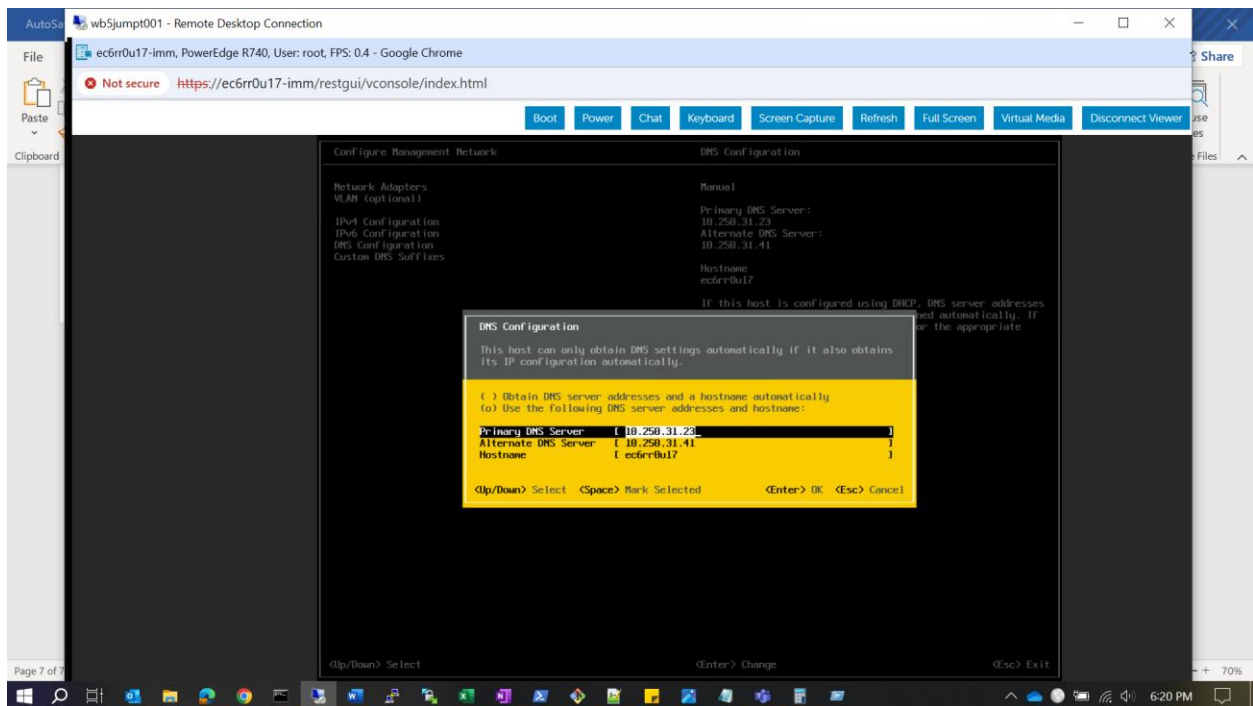 AutoSa
wb5jumpt001 - Remote Desktop Connection
File
ec6rr0u17-imm, PowerEdge R740, User: root, FPS: 0.4 - Google Chrome
Share
Not secure https://ec6rr0u17-imm/restgui/vconsole/index.html
Paste
Boot Power Chat Keyboard Screen Capture Refresh Full Screen Virtual Media Disconnect Viewer
use
es
Clipboard
e Files
Configure Management Network DNS Configuration
Network Adapters Manual
VLAN (optional)
Primary DNS Server:
IPv4 Configuration 10.250.31.23
IPv6 Configuration Alternate DNS Server:
DNS Configuration 10.250.31.41
Custom DNS Suffixes
Hostname
ec6rr0u17
If this host is configured using DHCP, DNS server addresses
ned automatically. If
or the appropriate
DNS Configuration
This host can only obtain DNS settings automatically if it also obtains
its IP configuration automatically.
( ) Obtain DNS server addresses and a hostname automatically
(o) Use the following DNS server addresses and hostname:
Primary DNS Server [ 10.250.31.23_ ]
Alternate DNS Server [ 10.250.31.41 ]
Hostname [ ec6rr0u17 ]
<Up/Down> Select <Space> Mark Selected <Enter> OK <Esc> Cancel
<Up/Down> Select <Enter> Change <Esc> Exit
Page 7 of 7
70%
6:20 PM